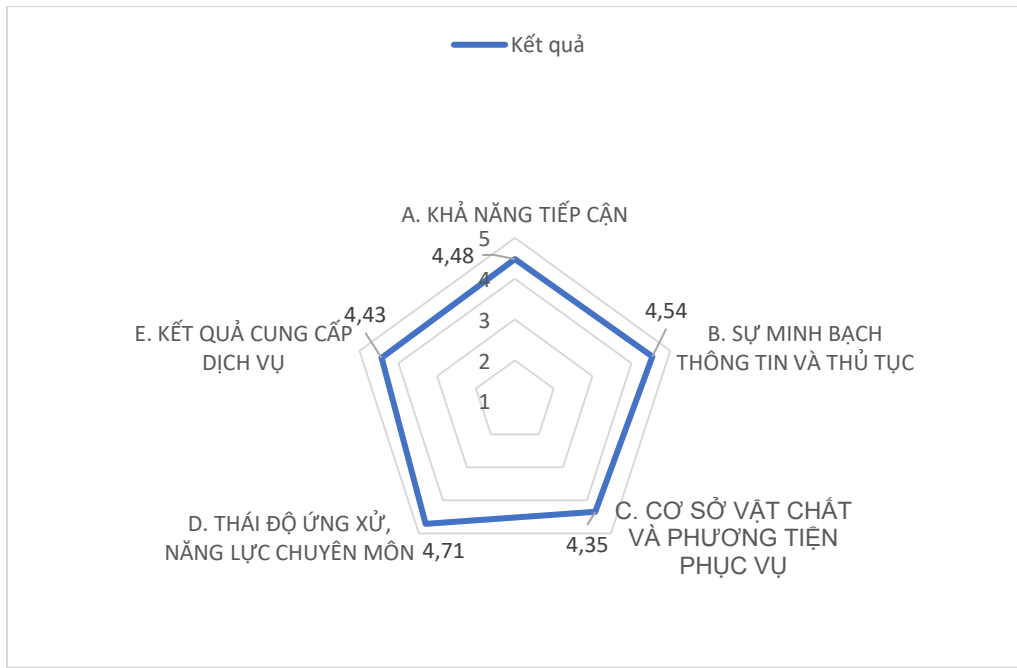 Kết quả
A. KHẢ NĂNG TIẾP CẬN
5
4,48
4
4,43
4,54
3
E. KẾT QUẢ CUNG CẤP
DỊCH VỤ
B. SỰ MINH BẠCH
THÔNG TIN VÀ THỦ TỤC
2
1
D. THÁI ĐỘ ỨNG XỬ,
NĂNG LỰC CHUYÊN MÔN
4,71
4,35
C. CƠ SỞ VẬT CHẤT
VÀ PHƯƠNG TIỆN
PHỤC VỤ